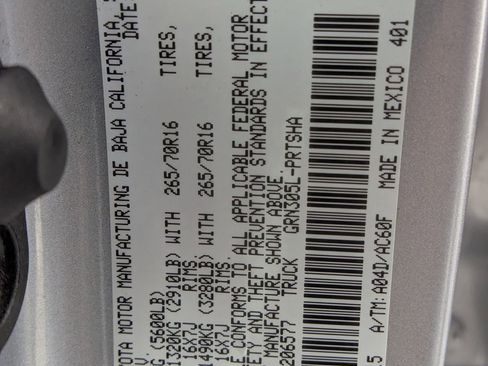 OTA MOTOR MANUFACTURING DE BAJA CALIFORNIA, S
DATE
G (5600LB)
1320KG (2910LB) WITH 265/70R16 TIRES,
16X7J RIMS,
1490KG (3280LB) WITH 265/70R16 TIRES,
16X7J RIMS,
E CONFORMS TO ALL APPLICABLE FEDERAL MOTOR
ETY AND THEFT PREVENTION STANDARDS IN EFFECT
MANUFACTURE SHOWN ABOVE.
206577 TRUCK GRN305L-PRTSHA
.5 A/TM: A04D/AC60F MADE IN MEXICO 401